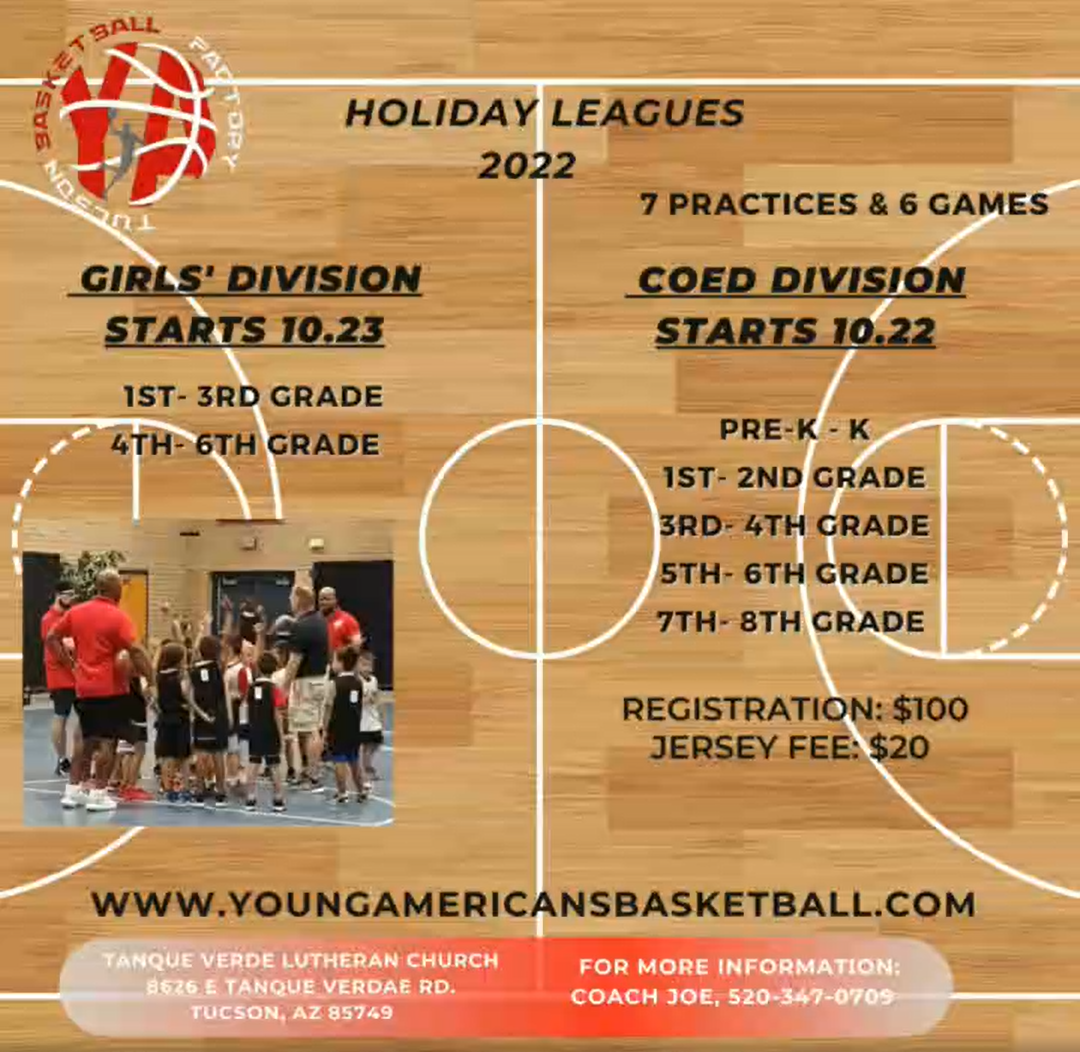 BASKETBALL FACTORY
YA
TUCSON
HOLIDAY LEAGUES
2022
7 PRACTICES & 6 GAMES
GIRLS' DIVISION
STARTS 10.23
1ST- 3RD GRADE
4TH- 6TH GRADE
COED DIVISION
STARTS 10.22
PRE-K - K
1ST- 2ND GRADE
3RD- 4TH GRADE
5TH- 6TH GRADE
7TH- 8TH GRADE
REGISTRATION: $100
JERSEY FEE: $20
WWW.YOUNGAMERICANSBASKETBALL.COM
TANQUE VERDE LUTHERAN CHURCH
8626 E TANQUE VERDAE RD.
TUCSON, AZ 85749
FOR MORE INFORMATION:
COACH JOE, 520-347-0709